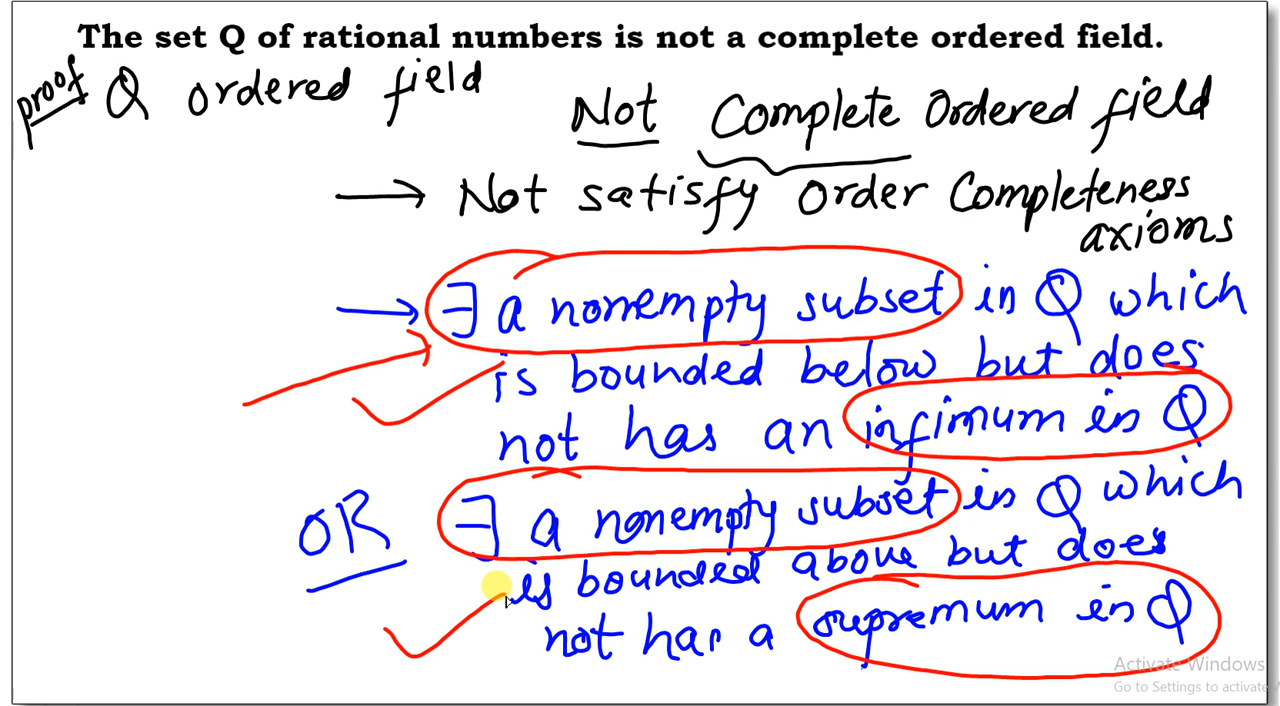 The set Q of rational numbers is not a complete ordered field.
proof Q ordered field
Not Complete Ordered field
→ Not satisfy Order Completeness
axioms
→ ∃ a nonempty subset in Q which
is bounded below but does
not has an infimum in Q
OR ∃ a nonempty subset in Q which
is bounded above but does
not has a supremum in Q
Activate Windows
Go to Settings to activate W